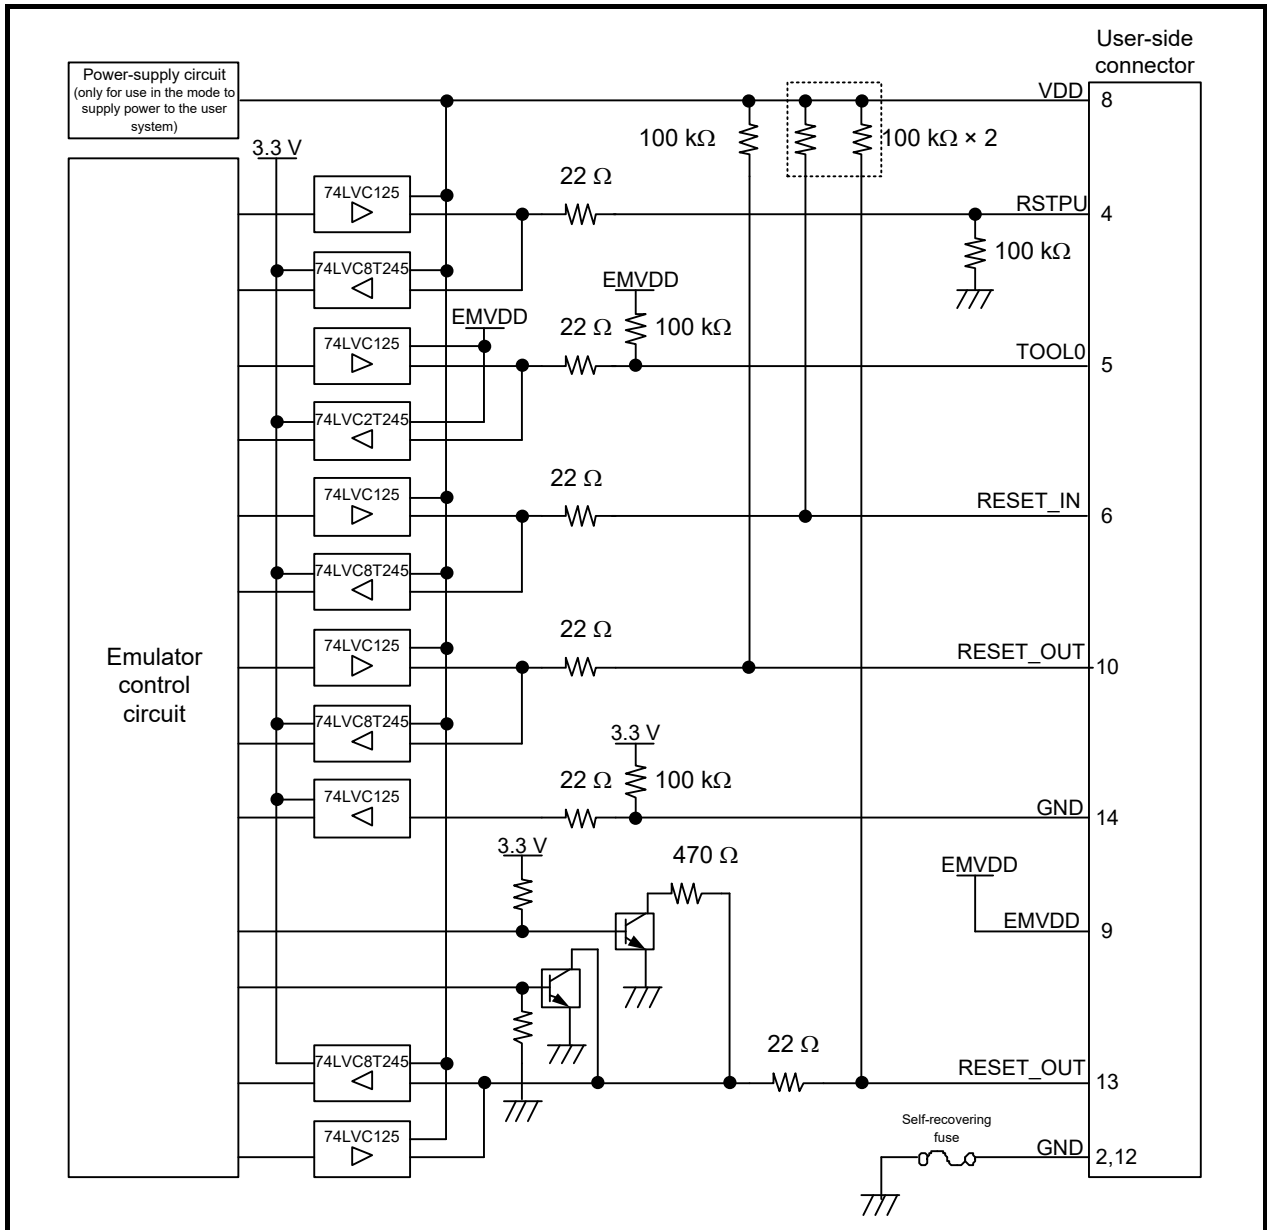 User-side
connector
Power-supply circuit
(only for use in the mode to
supply power to the user
system)
VDD
8
3.3 V
100 kΩ
100 kΩ × 2
74LVC125
22 Ω
RSTPU
4
74LVC8T245
100 kΩ
EMVDD
EMVDD
74LVC125
22 Ω
100 kΩ
TOOL0
5
74LVC2T245
74LVC125
22 Ω
RESET_IN
6
74LVC8T245
Emulator
control
circuit
74LVC125
22 Ω
RESET_OUT
10
74LVC8T245
3.3 V
74LVC125
22 Ω
100 kΩ
GND
14
3.3 V
470 Ω
EMVDD
EMVDD
9
74LVC8T245
22 Ω
RESET_OUT
13
74LVC125
Self-recovering
fuse
GND
2,12